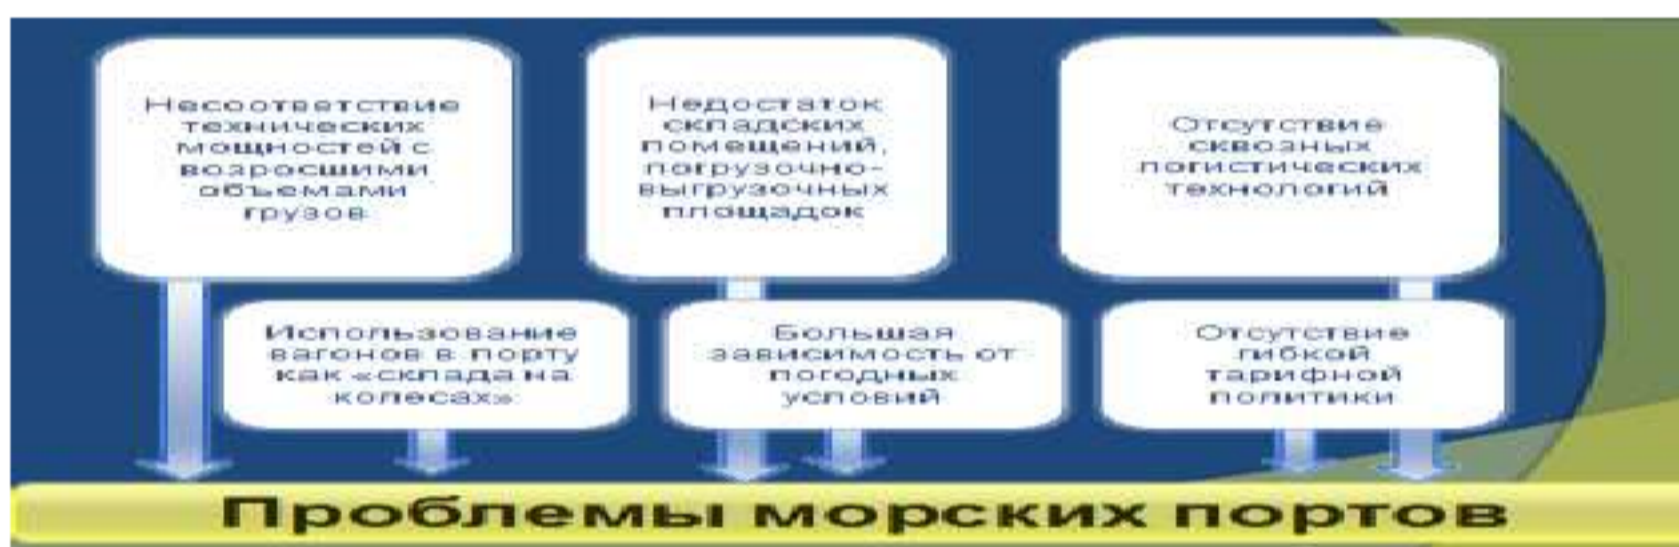 Несоответствие
технических
мощностей с
возросшими
объемами
грузов
Недостаток
складских
помещений,
погрузочно-
выгрузочных
площадок
Отсутствие
сквозных
логистических
технологий
Использование
вагонов в порту
как «склада на
колесах»
Большая
зависимость от
погодных
условий
Отсутствие
гибкой
тарифной
политики
Проблемы морских портов